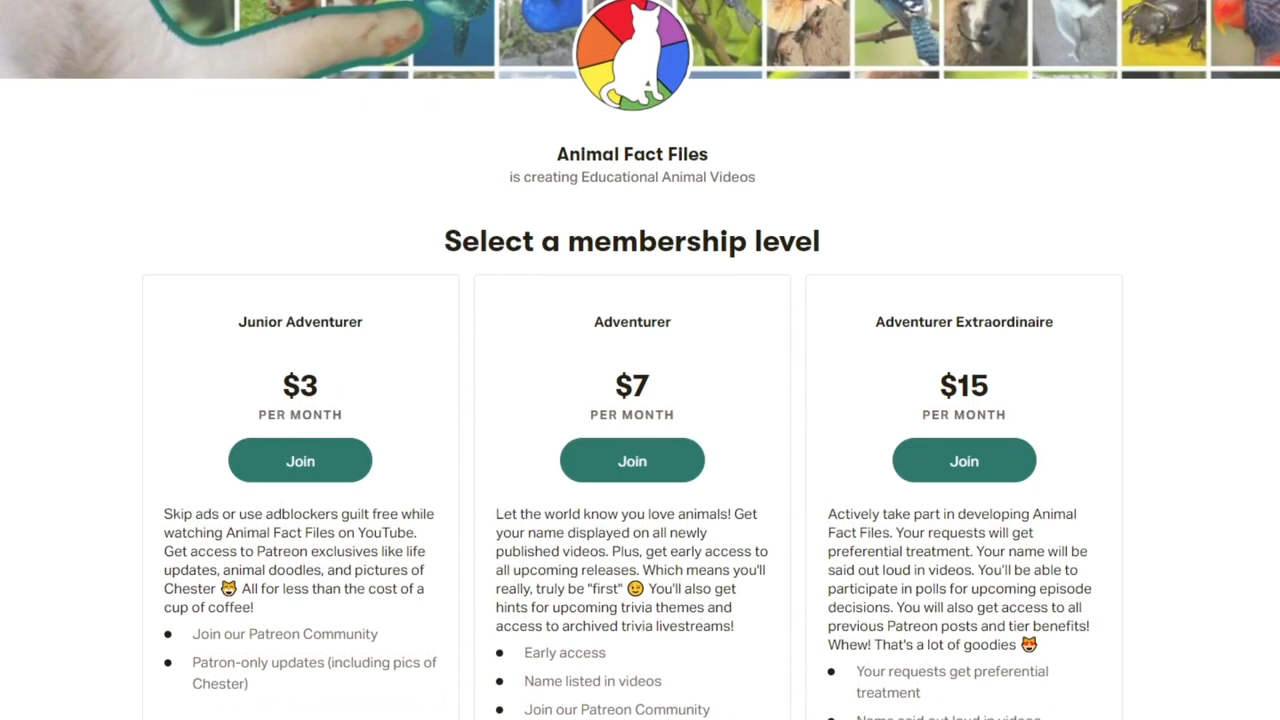 Animal Fact Files
is creating Educational Animal Videos
Select a membership level
Junior Adventurer
$3
PER MONTH
Join
Skip ads or use adblockers guilt free while
watching Animal Fact Files on YouTube.
Get access to Patreon exclusives like life
updates, animal doodles, and pictures of
Chester 😸 All for less than the cost of a
cup of coffee!
Join our Patreon Community
Patron-only updates (including pics of
Chester)
Adventurer
$7
PER MONTH
Join
Let the world know you love animals! Get
your name displayed on all newly
published videos. Plus, get early access to
all upcoming releases. Which means you'll
really, truly be "first" 😉 You'll also get
hints for upcoming trivia themes and
access to archived trivia livestreams!
Early access
Name listed in videos
Join our Patreon Community
Adventurer Extraordinaire
$15
PER MONTH
Join
Actively take part in developing Animal
Fact Files. Your requests will get
preferential treatment. Your name will be
said out loud in videos. You'll be able to
participate in polls for upcoming episode
decisions. You will also get access to all
previous Patreon posts and tier benefits!
Whew! That's a lot of goodies 😻
Your requests get preferential
treatment
Name said out loud in videos